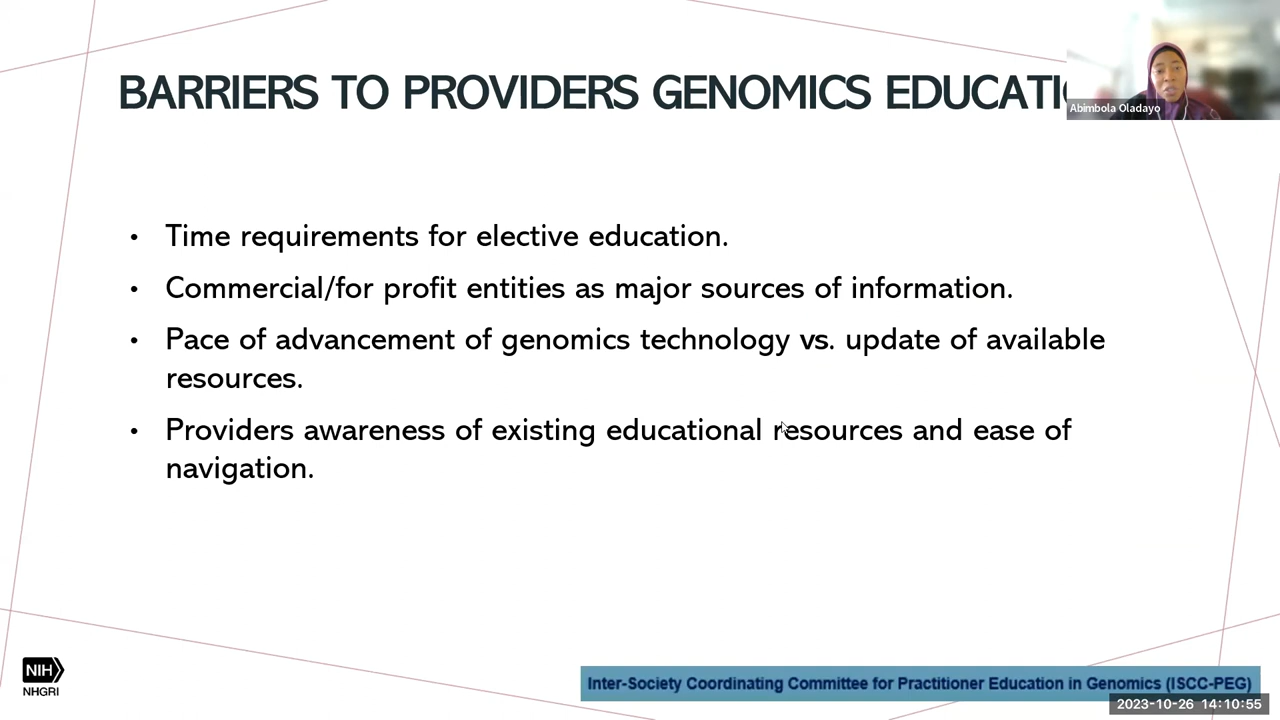 BARRIERS TO PROVIDERS GENOMICS EDUCATI
Abimbola Oladayo
• Time requirements for elective education.
• Commercial/for profit entities as major sources of information.
• Pace of advancement of genomics technology vs. update of available
resources.
• Providers awareness of existing educational resources and ease of
navigation.
NIH
NHGRI
Inter-Society Coordinating Committee for Practitioner Education in Genomics (ISCC-PEG)
2023-10-26 14:10:55